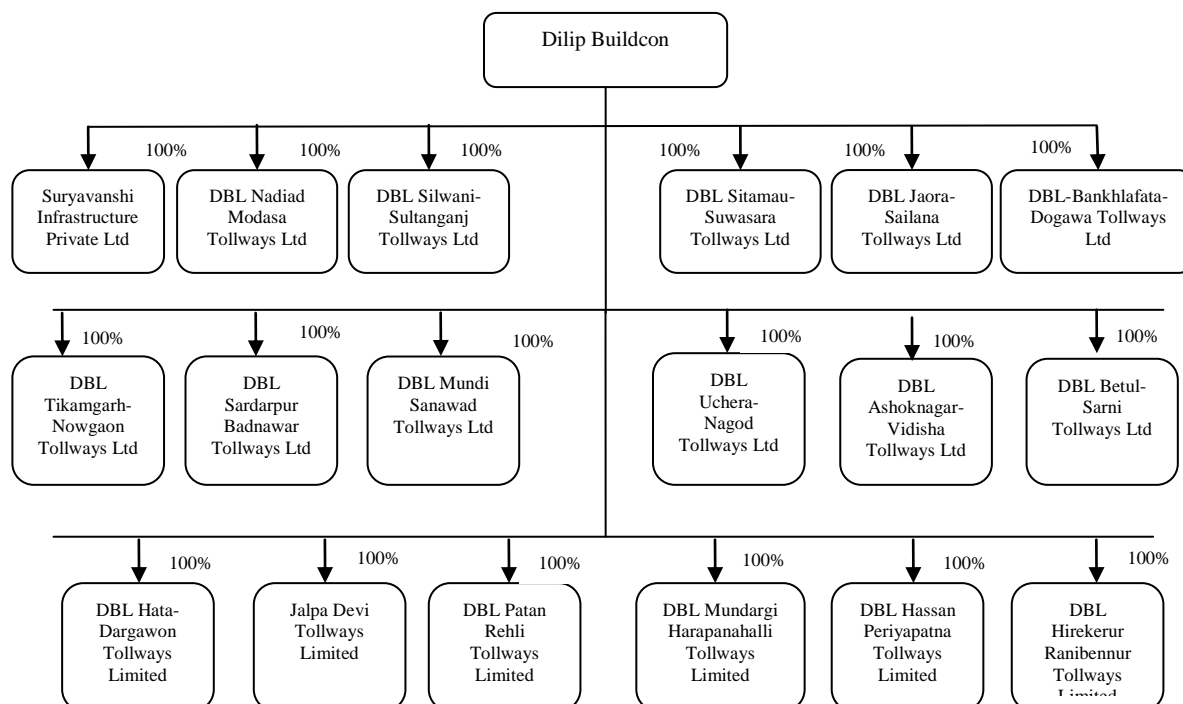 Dilip Buildcon
100%
100%
100%
100%
100%
100%
Suryavanshi
Infrastructure
Private Ltd
DBL Nadiad
Modasa
Tollways Ltd
DBL Silwani-
Sultanganj
Tollways Ltd
DBL Sitamau-
Suwasara
Tollways Ltd
DBL Jaora-
Sailana
Tollways Ltd
DBL-Bankhlafata-
Dogawa Tollways
Ltd
100%
100%
100%
100%
100%
100%
DBL
Tikamgarh-
Nowgaon
Tollways Ltd
DBL
Sardarpur
Badnawar
Tollways Ltd
DBL Mundi
Sanawad
Tollways Ltd
DBL
Uchera-
Nagod
Tollways Ltd
DBL
Ashoknagar-
Vidisha
Tollways Ltd
DBL Betul-
Sarni
Tollways Ltd
100%
100%
100%
100%
100%
100%
DBL Hata-
Dargawon
Tollways
Limited
Jalpa Devi
Tollways
Limited
DBL Patan
Rehli
Tollways
Limited
DBL Mundargi
Harapanahalli
Tollways
Limited
DBL Hassan
Periyapatna
Tollways
Limited
DBL
Hirekerur
Ranibennur
Tollways
Limited